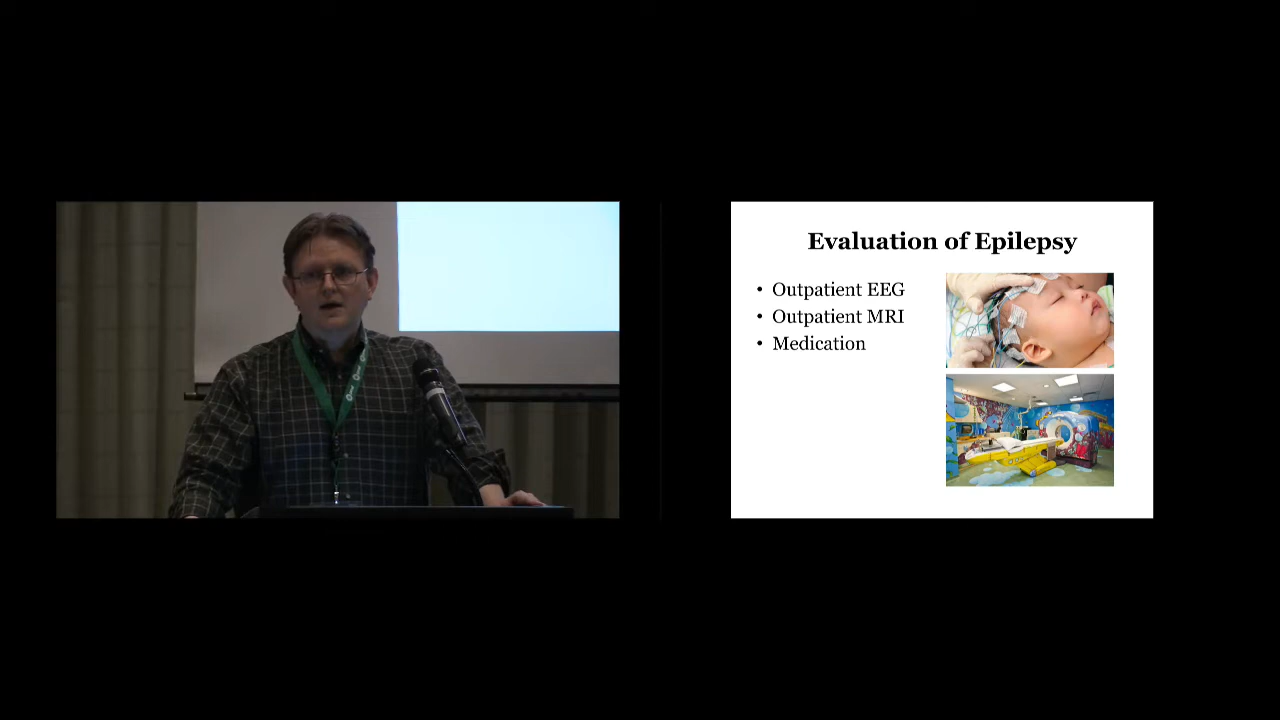 Evaluation of Epilepsy
• Outpatient EEG
• Outpatient MRI
• Medication